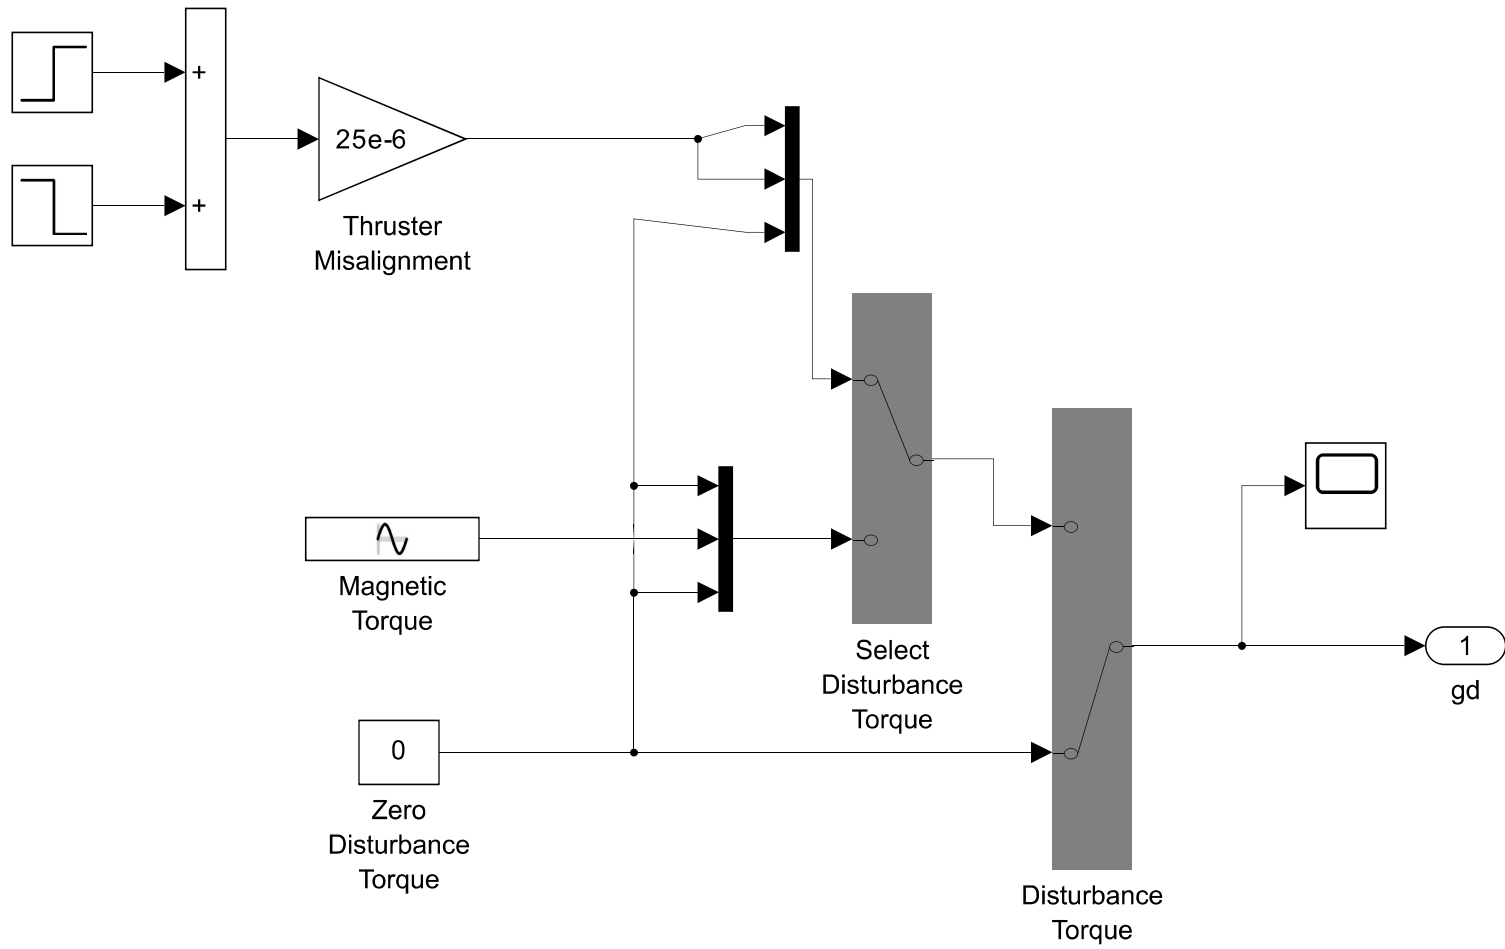 +
+
25e-6
Thruster
Misalignment
Magnetic
Torque
Select
Disturbance
Torque
1
gd
0
Zero
Disturbance
Torque
Disturbance
Torque